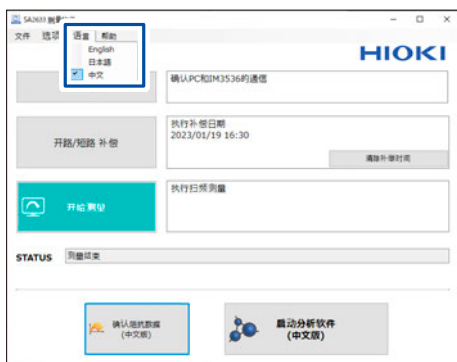 SA2633
文件 选项 语言 帮助
English
日本語
中文
HIOKI
确认PC和IM3536的通信
开路/短路 补偿
执行补偿日期
2023/01/19 16:30
清除补偿时间
开始测量
执行扫频测量
STATUS 测量结束
确认阻抗数据
(中文版)
启动分析软件
(中文版)